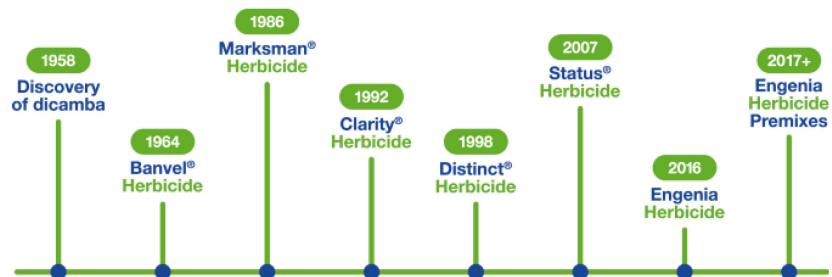 1958
Discovery
of dicamba
1964
Banvel®
Herbicide
1986
Marksman®
Herbicide
1992
Clarity®
Herbicide
1998
Distinct®
Herbicide
2007
Status®
Herbicide
2016
Engenia
Herbicide
2017+
Engenia
Herbicide
Premixes